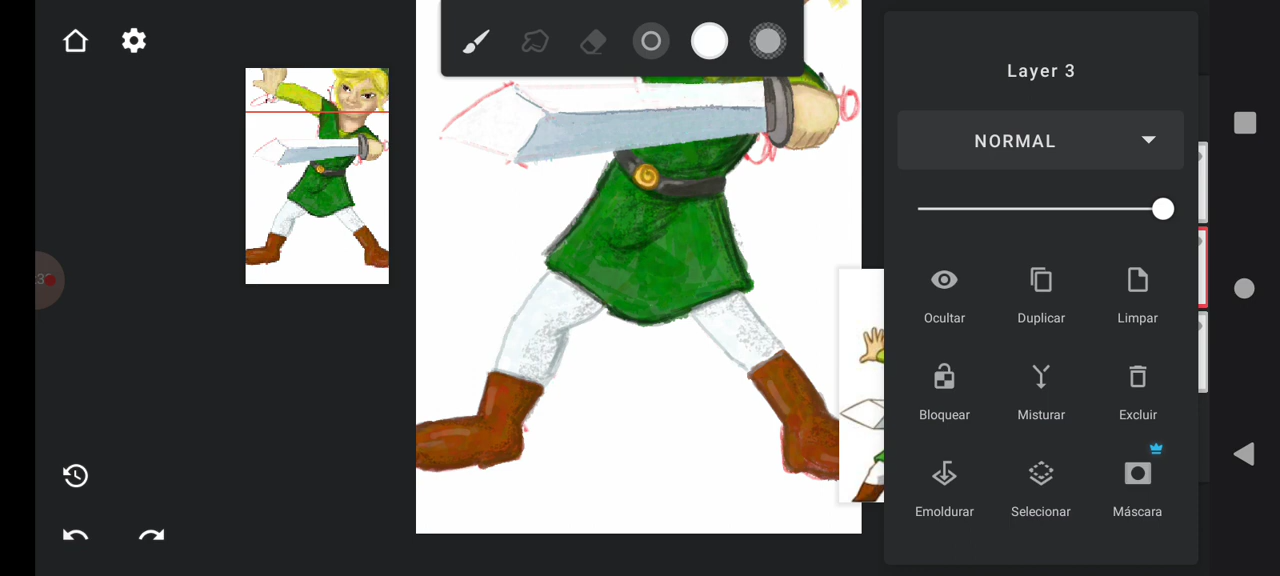 Layer 3
NORMAL
Ocultar
Duplicar
Limpar
Bloquear
Misturar
Excluir
Emoldurar
Selecionar
Máscara